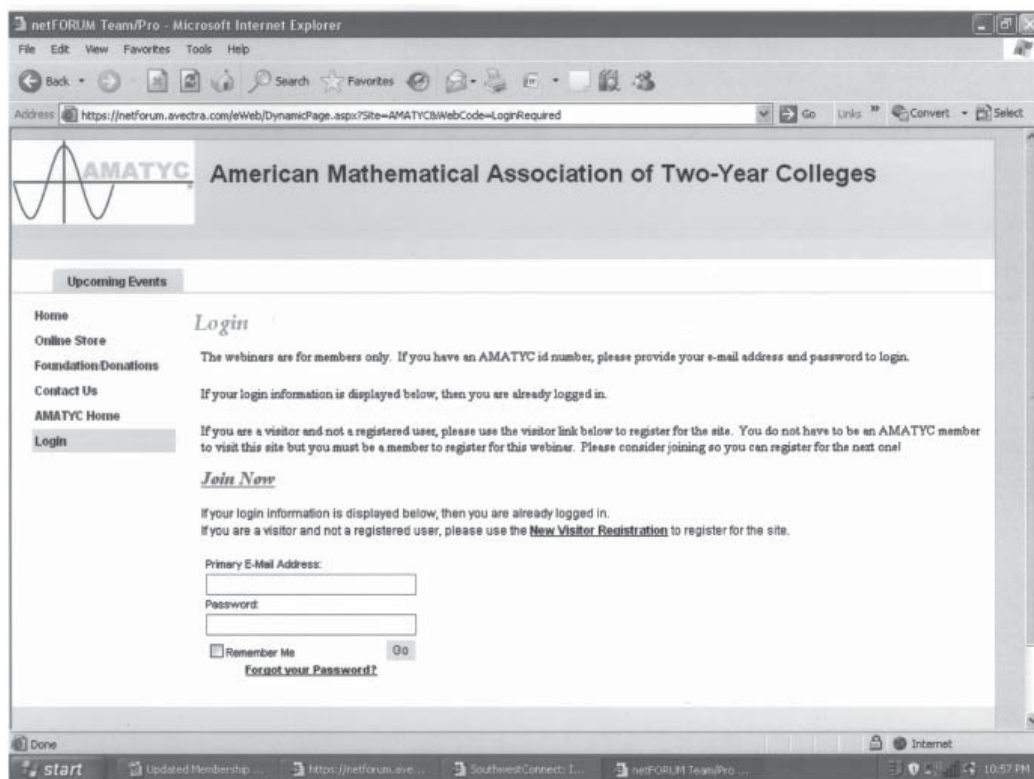 netFORUM Team/Pro - Microsoft Internet Explorer
File Edit View Favorites Tools Help
Back Search Favorites
Address https://netforum.avectra.com/eWeb/DynamicPage.aspx?Site=AMATYC&WebCode=LoginRequired Go Links » Convert Select
AMATYC American Mathematical Association of Two-Year Colleges
Upcoming Events
Home
Online Store
Foundation/Donations
Contact Us
AMATYC Home
Login
Login
The webinars are for members only. If you have an AMATYC id number, please provide your e-mail address and password to login.
If your login information is displayed below, then you are already logged in.
If you are a visitor and not a registered user, please use the visitor link below to register for the site. You do not have to be an AMATYC member
to visit this site but you must be a member to register for this webinar. Please consider joining so you can register for the next one!
Join Now
If your login information is displayed below, then you are already logged in.
If you are a visitor and not a registered user, please use the New Visitor Registration to register for the site.
Primary E-Mail Address:
Password:
Remember Me Go
Forgot your Password?
Done Internet
start Updated Membership ... https://netforum.ave... SouthwestConnect: I... netFORUM Team/Pro ... 10:57 PM